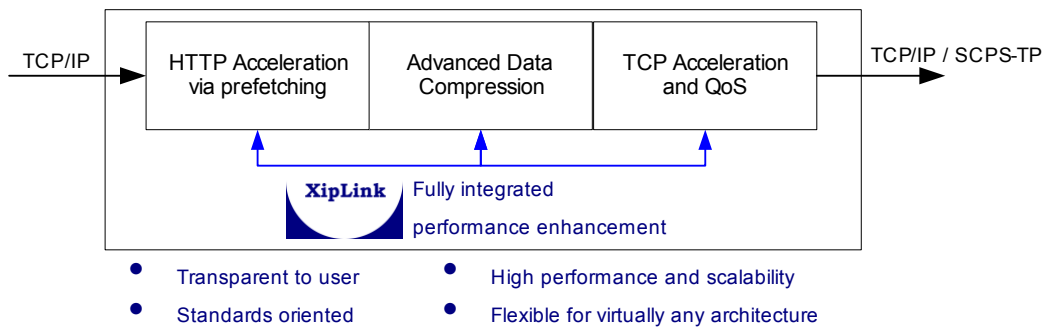 TCP/IP
HTTP Acceleration
via prefetching
Advanced Data
Compression
TCP Acceleration
and QoS
TCP/IP / SCPS-TP
XipLink
Fully integrated
performance enhancement
• Transparent to user
• High performance and scalability
• Standards oriented
• Flexible for virtually any architecture